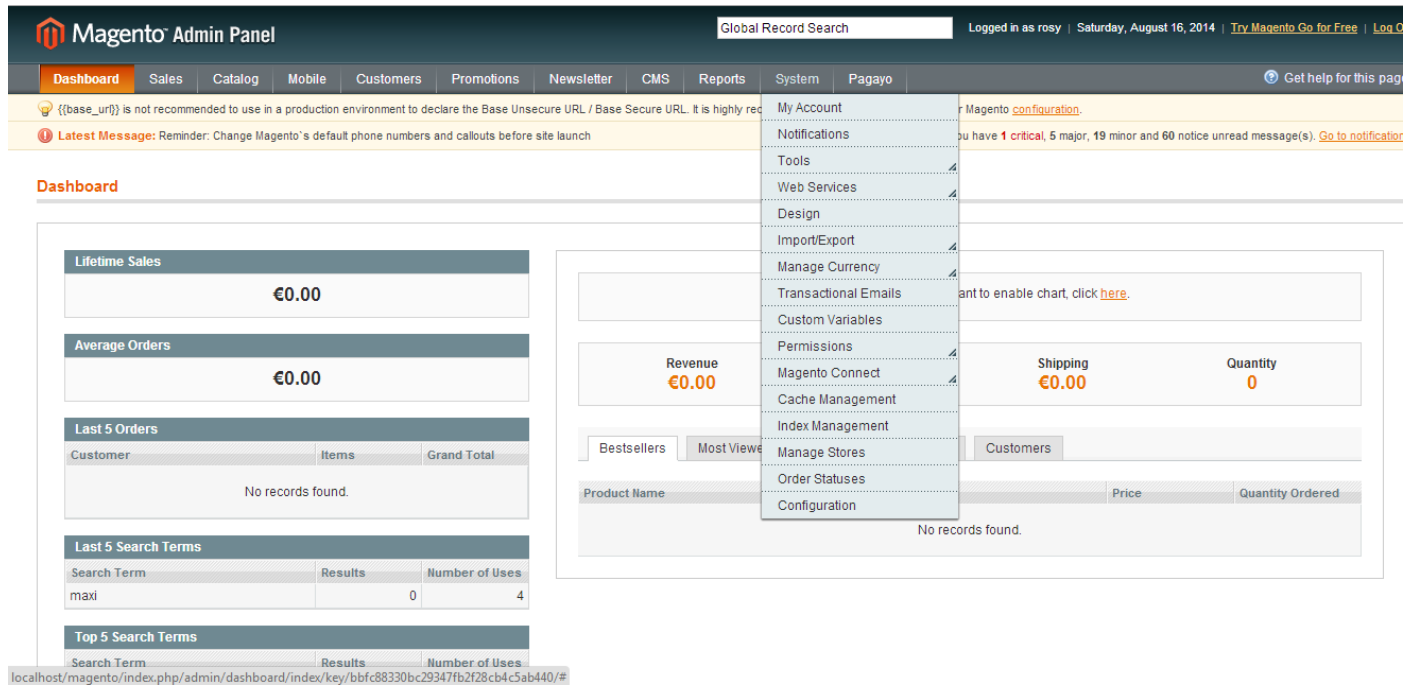 Magento Admin Panel
Global Record Search
Logged in as rosy | Saturday, August 16, 2014 | Try Magento Go for Free | Log O
Dashboard Sales Catalog Mobile Customers Promotions Newsletter CMS Reports System Pagayo
Get help for this page
{{base_url}} is not recommended to use in a production environment to declare the Base Unsecure URL / Base Secure URL. It is highly rec
r Magento configuration.
Latest Message: Reminder: Change Magento`s default phone numbers and callouts before site launch
ou have 1 critical, 5 major, 19 minor and 60 notice unread message(s). Go to notification
My Account
Notifications
Tools
Web Services
Design
Import/Export
Manage Currency
Transactional Emails
Custom Variables
Permissions
Magento Connect
Cache Management
Index Management
Manage Stores
Order Statuses
Configuration
Dashboard
Lifetime Sales
€0.00
Average Orders
€0.00
Last 5 Orders
Customer Items Grand Total
No records found.
Last 5 Search Terms
Search Term Results Number of Uses
maxi 0 4
Top 5 Search Terms
Search Term Results Number of Uses
ant to enable chart, click here.
Revenue Shipping Quantity
€0.00 €0.00 0
Bestsellers Most Viewe Customers
Product Name Price Quantity Ordered
No records found.
localhost/magento/index.php/admin/dashboard/index/key/bbfc88330bc29347fb2f28cb4c5ab440/#